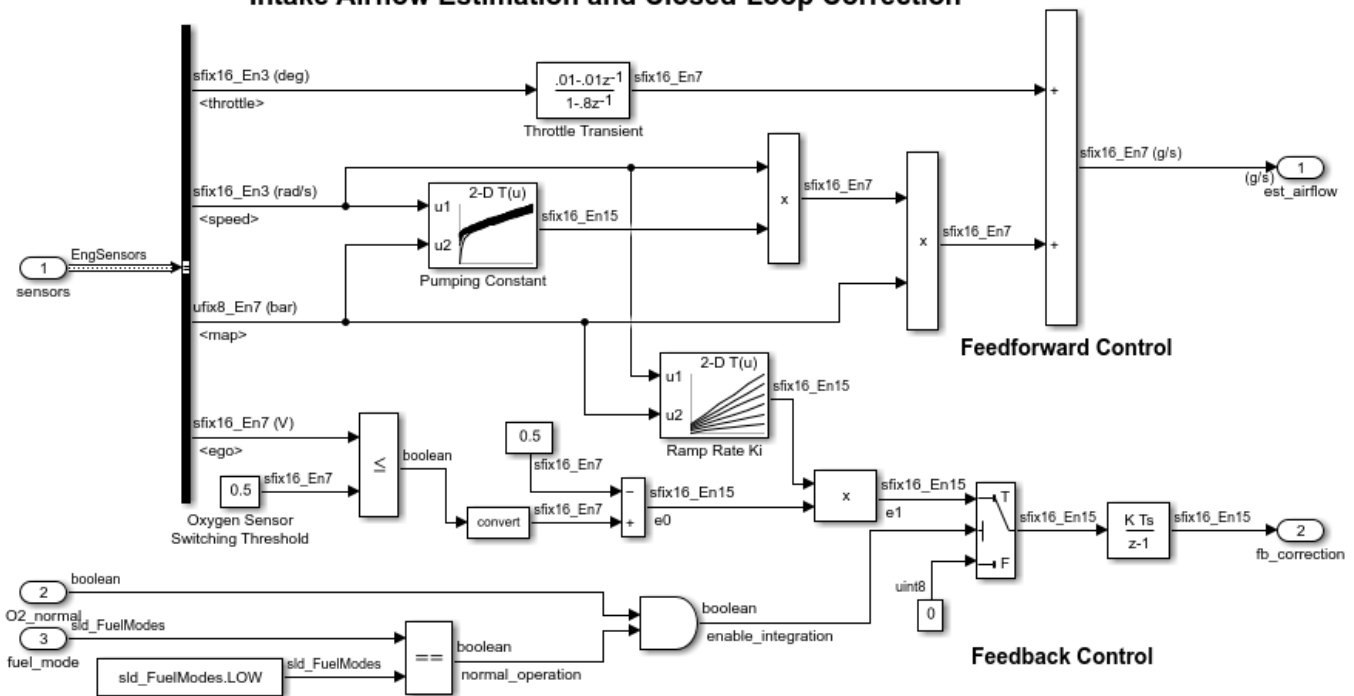 Intake Airflow Estimation and Closed-Loop Correction
sfix16_En3 (deg)
<throttle>
.01-.01z-1
1-.8z-1
Throttle Transient
sfix16_En7
sfix16_En3 (rad/s)
<speed>
2-D T(u)
u1
u2
Pumping Constant
sfix16_En15
x
sfix16_En7
x
sfix16_En7
+
+
sfix16_En7 (g/s)
(g/s)
1
est_airflow
EngSensors
1
sensors
ufix8_En7 (bar)
<map>
Feedforward Control
2-D T(u)
u1
u2
Ramp Rate Ki
sfix16_En15
sfix16_En7 (V)
<ego>
0.5
sfix16_En7
Oxygen Sensor
Switching Threshold
≤
boolean
convert
sfix16_En7
0.5
sfix16_En7
−
+
sfix16_En15
e0
x
sfix16_En15
e1
T
F
sfix16_En15
K Ts
z-1
sfix16_En15
2
fb_correction
uint8
0
2
O2_normal
boolean
3
fuel_mode
sld_FuelModes
sld_FuelModes.LOW
sld_FuelModes
==
boolean
normal_operation
boolean
enable_integration
Feedback Control